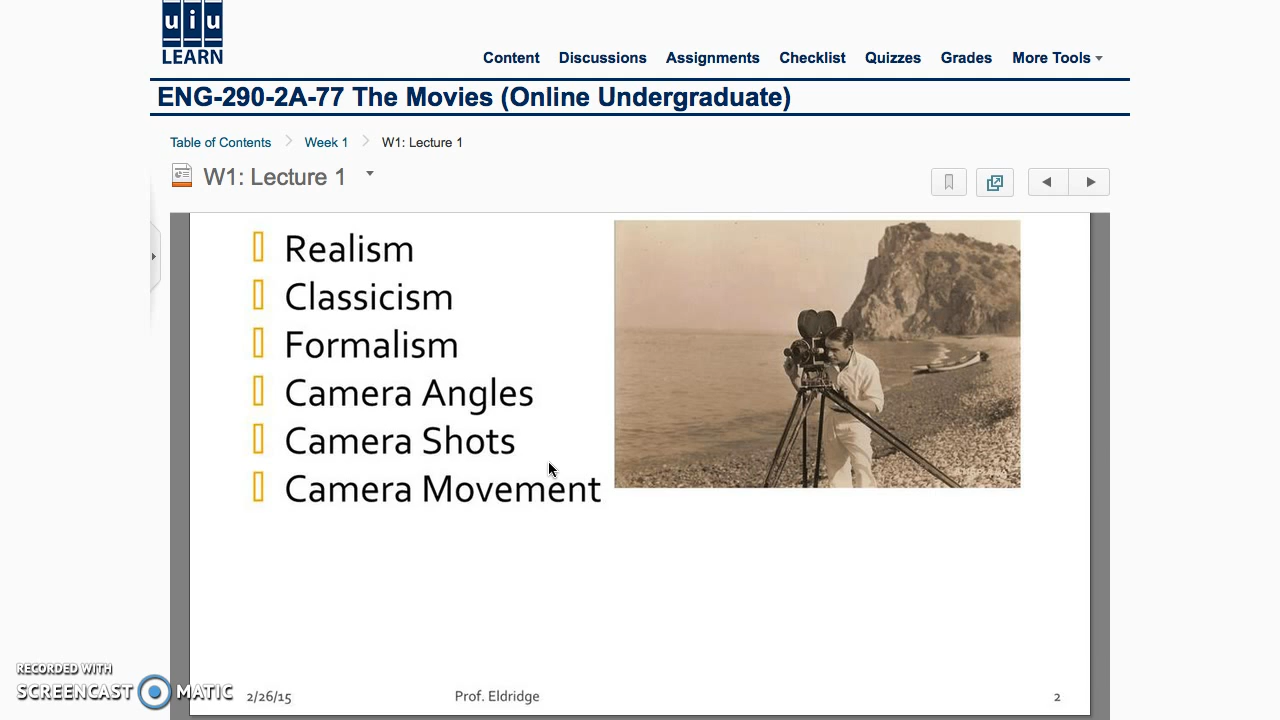 uiu
LEARN
Content Discussions Assignments Checklist Quizzes Grades More Tools
ENG-290-2A-77 The Movies (Online Undergraduate)
Table of Contents Week 1 W1: Lecture 1
W1: Lecture 1
Realism
Classicism
Formalism
Camera Angles
Camera Shots
Camera Movement
RECORDED WITH
SCREENCAST MATIC
2/26/15 Prof. Eldridge 2